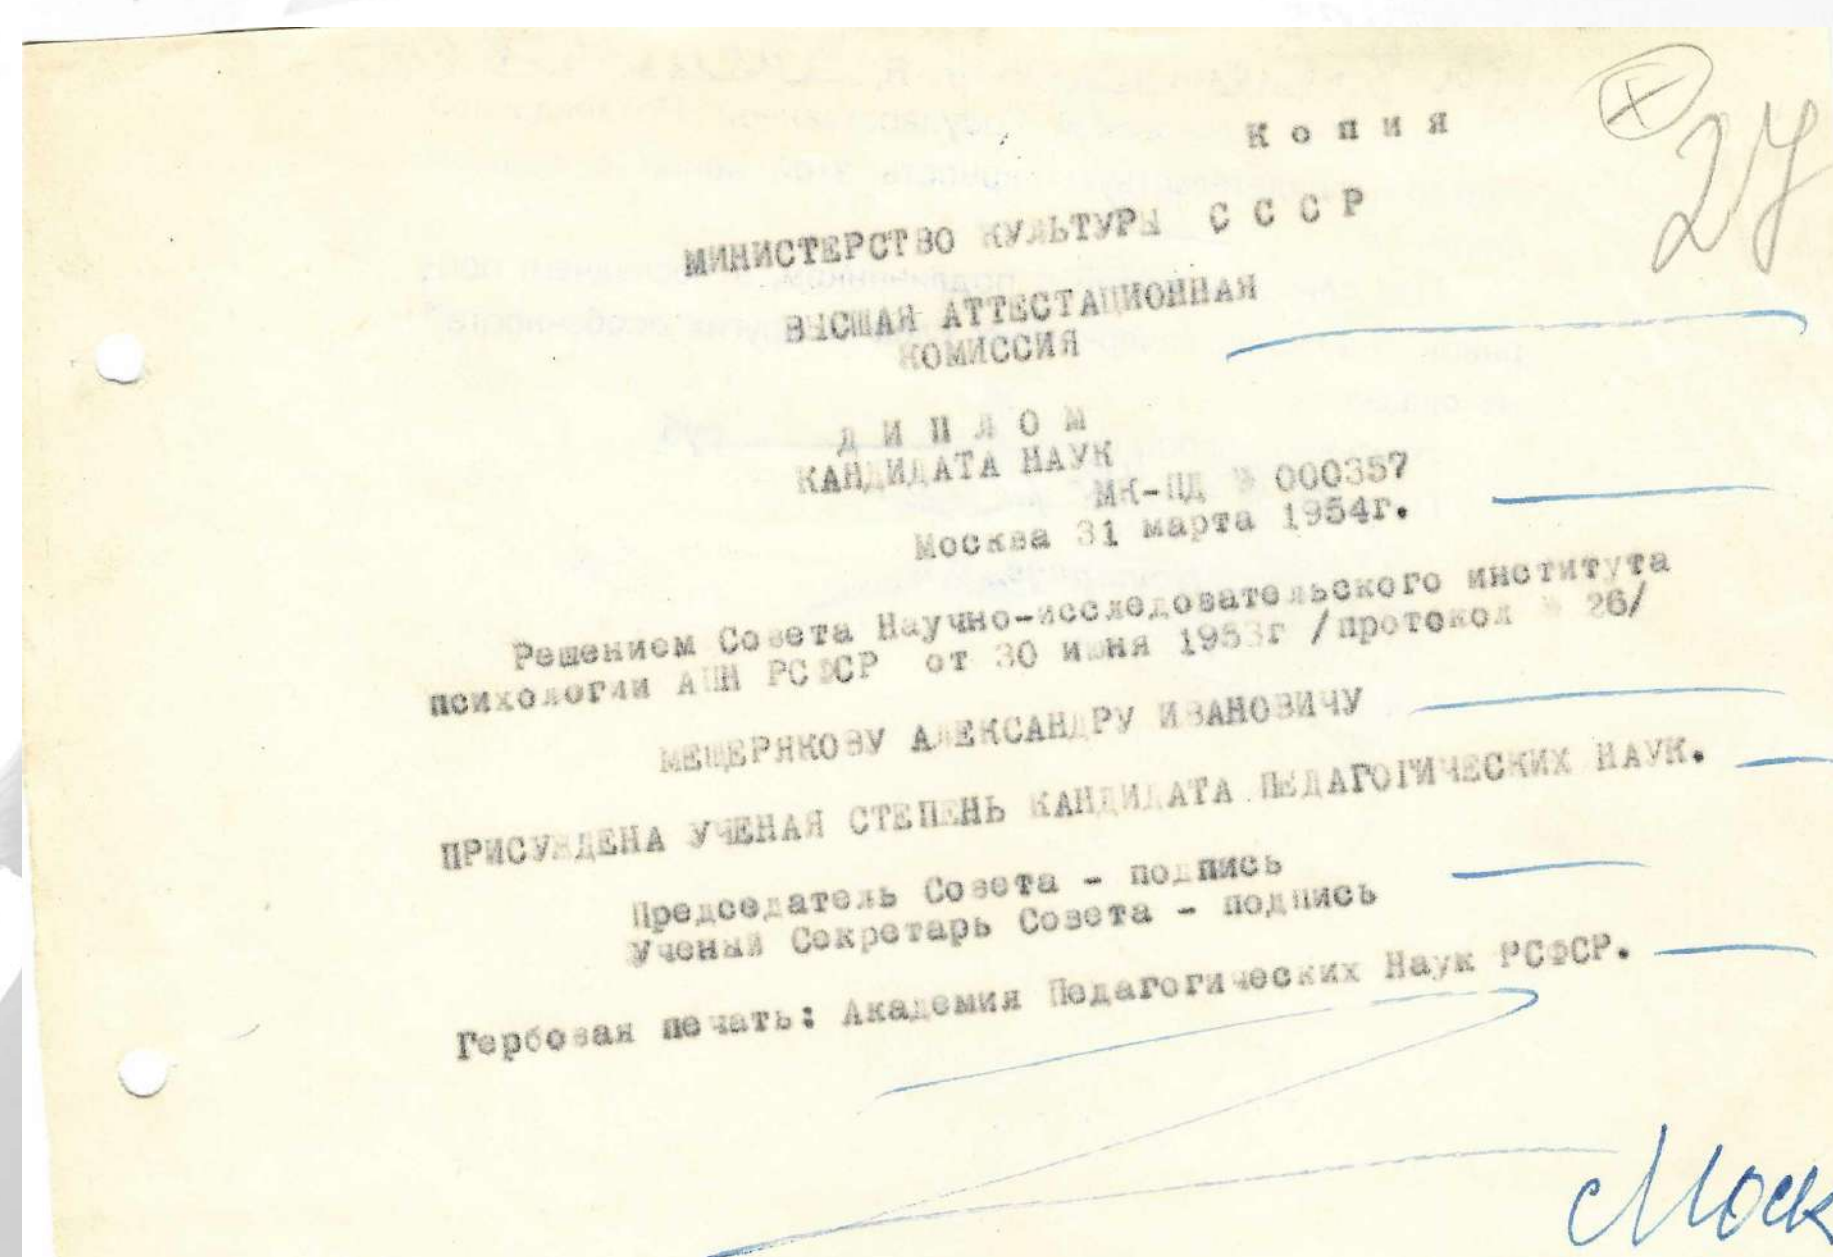 Копия
27
МИНИСТЕРСТВО КУЛЬТУРЫ СССР
ВЫСШАЯ АТТЕСТАЦИОННАЯ
КОМИССИЯ
ДИПЛОМ
КАНДИДАТА НАУК
МК-ПД № 000357
Москва 31 марта 1954г.
Решением Совета Научно-исследовательского института
психологии АПН РСФСР от 30 июня 1953г /протокол № 26/
МЕЩЕРЯКОВУ АЛЕКСАНДРУ ИВАНОВИЧУ
ПРИСУЖДЕНА УЧЕНАЯ СТЕПЕНЬ КАНДИДАТА ПЕДАГОГИЧЕСКИХ НАУК.
Председатель Совета - подпись
Ученый Секретарь Совета - подпись
Гербовая печать: Академия Педагогических Наук РСФСР.
Моск